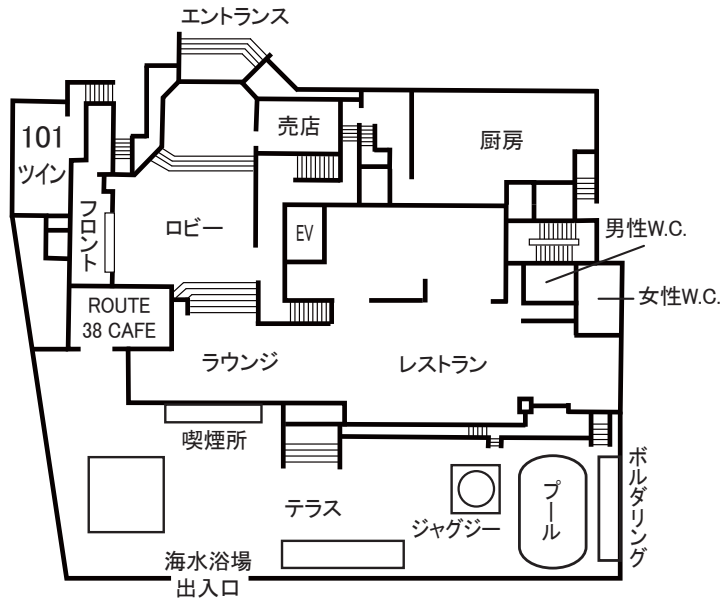 エントランス
売店
厨房
101
ツイン
フロント
ロビー
EV
男性W.C.
女性W.C.
ROUTE
38 CAFE
ラウンジ
レストラン
喫煙所
テラス
ジャグジー
プール
ボルダリング
海水浴場
出入口